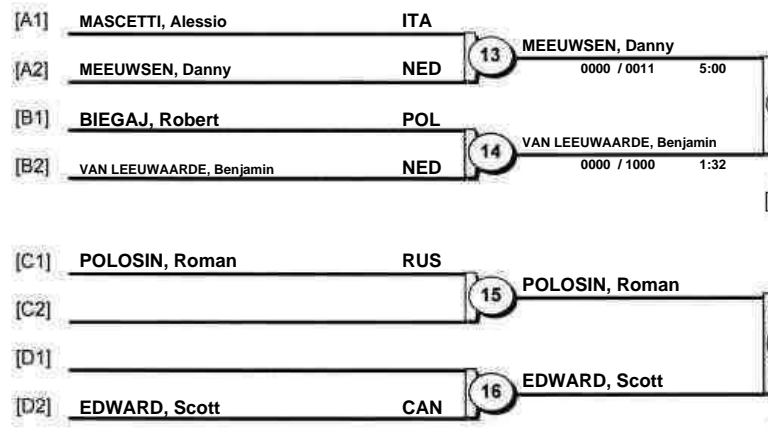 [A1] MASCETTI, Alessio ITA
13 MEEUWSEN, Danny
[A2] MEEUWSEN, Danny NED
0000 / 0011 5:00
[B1] BIEGAJ, Robert POL
14 VAN LEEUWAARDE, Benjamin
[B2] VAN LEEUWAARDE, Benjamin NED
0000 / 1000 1:32
[C1] POLOSIN, Roman RUS
15 POLOSIN, Roman
[C2]
[D1]
16 EDWARD, Scott
[D2] EDWARD, Scott CAN